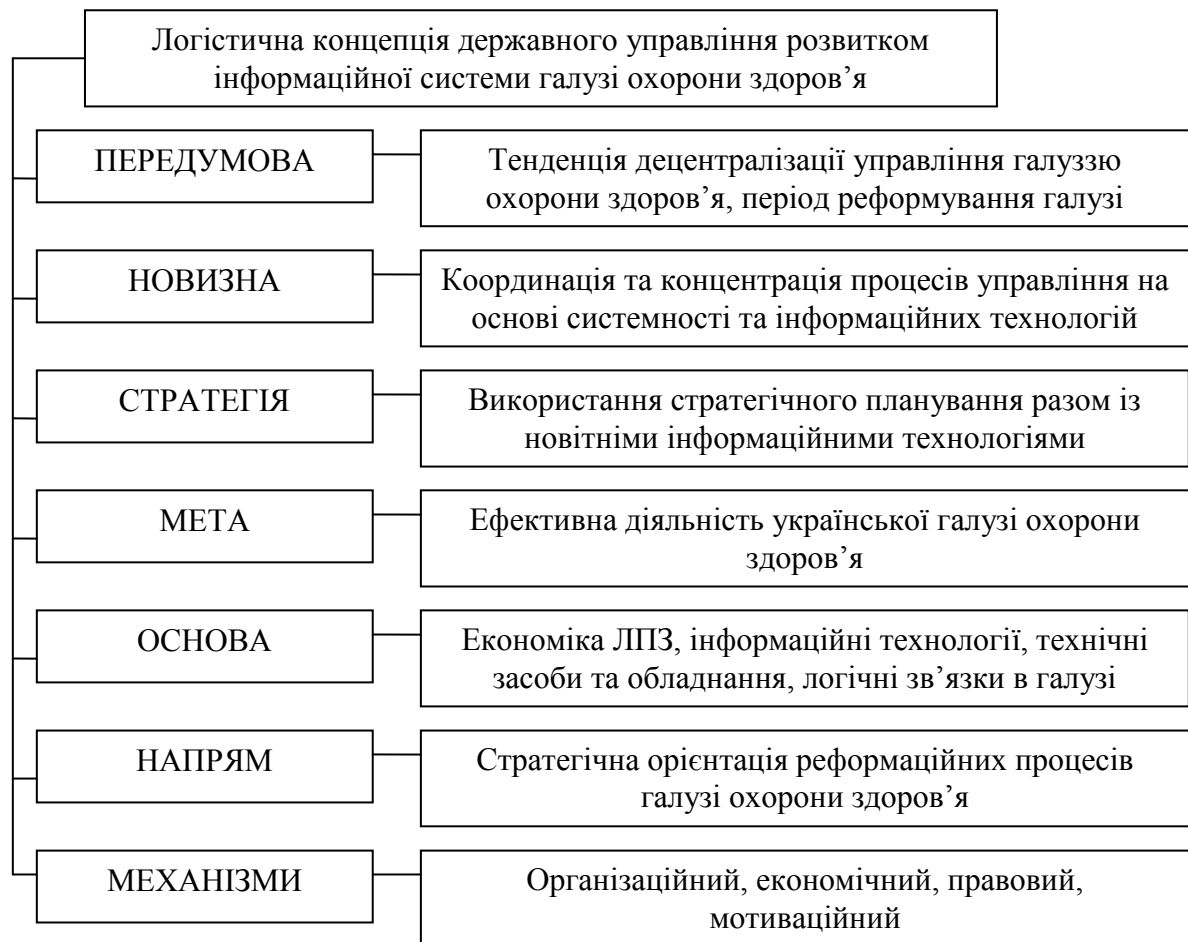 Логістична концепція державного управління розвитком
інформаційної системи галузі охорони здоров’я
ПЕРЕДУМОВА
Тенденція децентралізації управління галуззю
охорони здоров’я, період реформування галузі
НОВИЗНА
Координація та концентрація процесів управління на
основі системності та інформаційних технологій
СТРАТЕГІЯ
Використання стратегічного планування разом із
новітніми інформаційними технологіями
МЕТА
Ефективна діяльність української галузі охорони
здоров’я
ОСНОВА
Економіка ЛПЗ, інформаційні технології, технічні
засоби та обладнання, логічні зв’язки в галузі
НАПРЯМ
Стратегічна орієнтація реформаційних процесів
галузі охорони здоров’я
МЕХАНІЗМИ
Організаційний, економічний, правовий,
мотиваційний